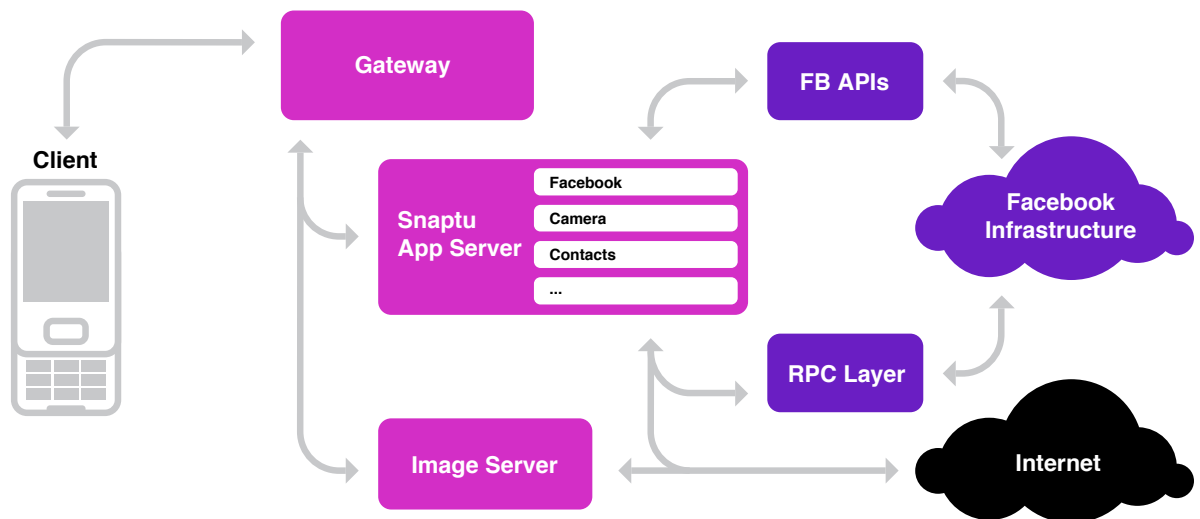 Gateway
FB APIs
Client
Snaptu
App Server
Facebook
Camera
Contacts
...
Facebook
Infrastructure
RPC Layer
Image Server
Internet